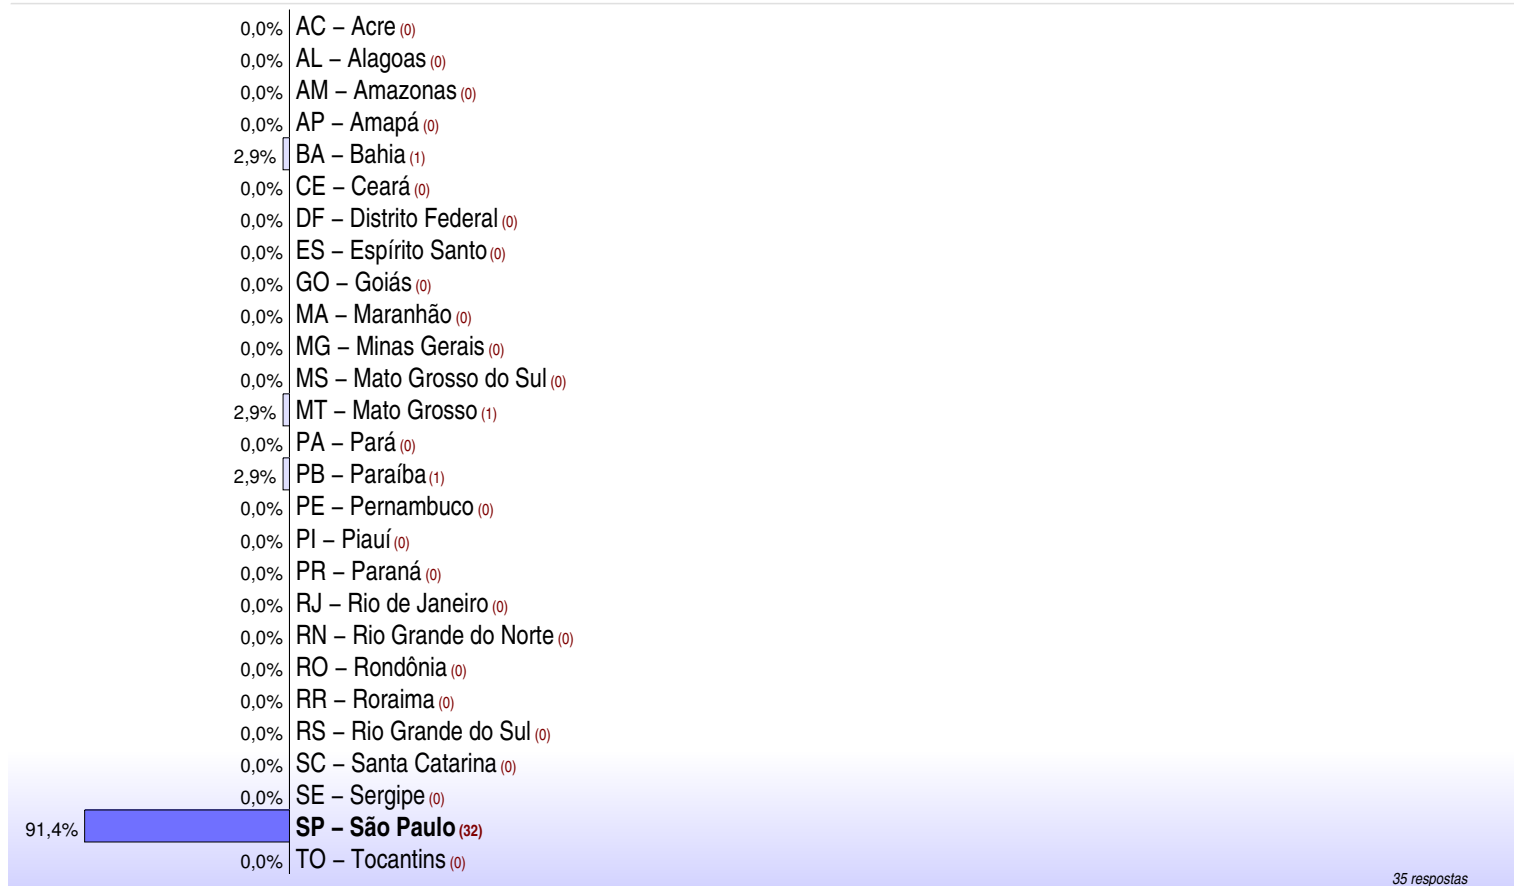 0,0% AC – Acre (0)
0,0% AL – Alagoas (0)
0,0% AM – Amazonas (0)
0,0% AP – Amapá (0)
2,9% BA – Bahia (1)
0,0% CE – Ceará (0)
0,0% DF – Distrito Federal (0)
0,0% ES – Espírito Santo (0)
0,0% GO – Goiás (0)
0,0% MA – Maranhão (0)
0,0% MG – Minas Gerais (0)
0,0% MS – Mato Grosso do Sul (0)
2,9% MT – Mato Grosso (1)
0,0% PA – Pará (0)
2,9% PB – Paraíba (1)
0,0% PE – Pernambuco (0)
0,0% PI – Piauí (0)
0,0% PR – Paraná (0)
0,0% RJ – Rio de Janeiro (0)
0,0% RN – Rio Grande do Norte (0)
0,0% RO – Rondônia (0)
0,0% RR – Roraima (0)
0,0% RS – Rio Grande do Sul (0)
0,0% SC – Santa Catarina (0)
0,0% SE – Sergipe (0)
91,4% SP – São Paulo (32)
0,0% TO – Tocantins (0)
35 respostas